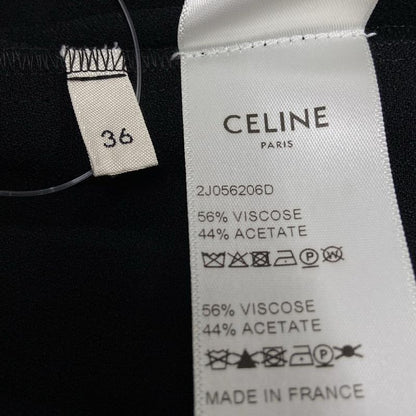 36
CELINE
PARIS
2J056206D
56% VISCOSE
44% ACETATE
56% VISCOSE
44% ACETATE
MADE IN FRANCE